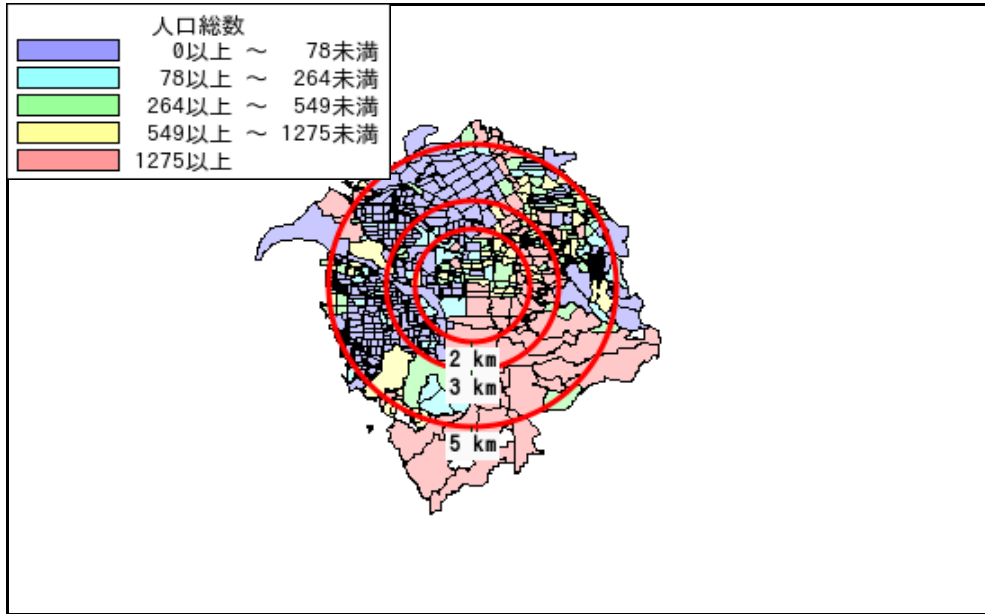 人口総数
0以上 ～ 78未満
78以上 ～ 264未満
264以上 ～ 549未満
549以上 ～ 1275未満
1275以上
2 km
3 km
5 km